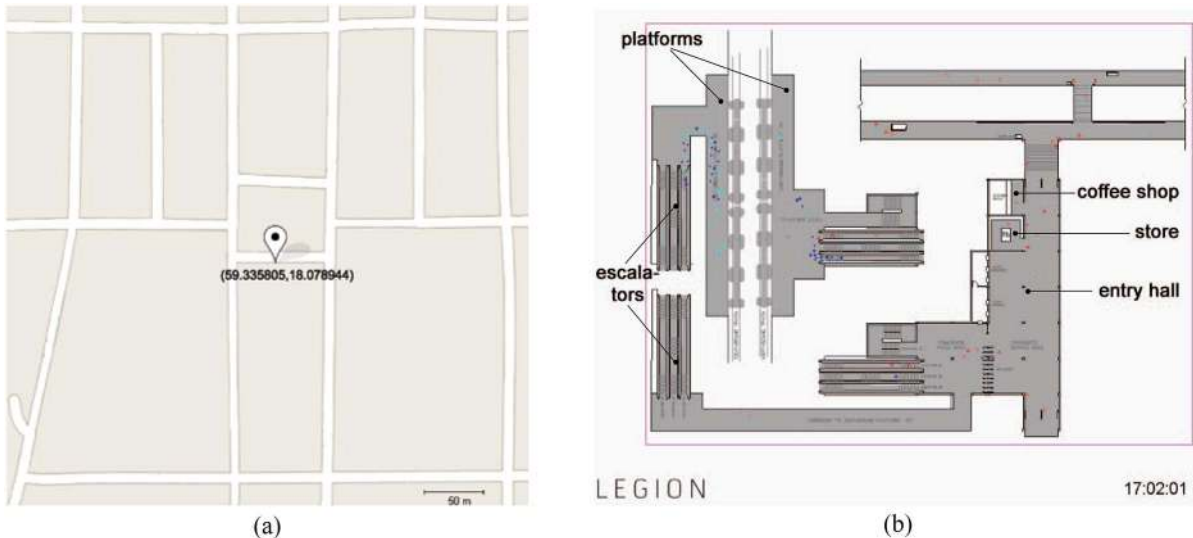 (59.335805,18.078944)
50 m
(a)
platforms
coffee shop
store
escala-
tors
entry hall
LEGION
17:02:01
(b)